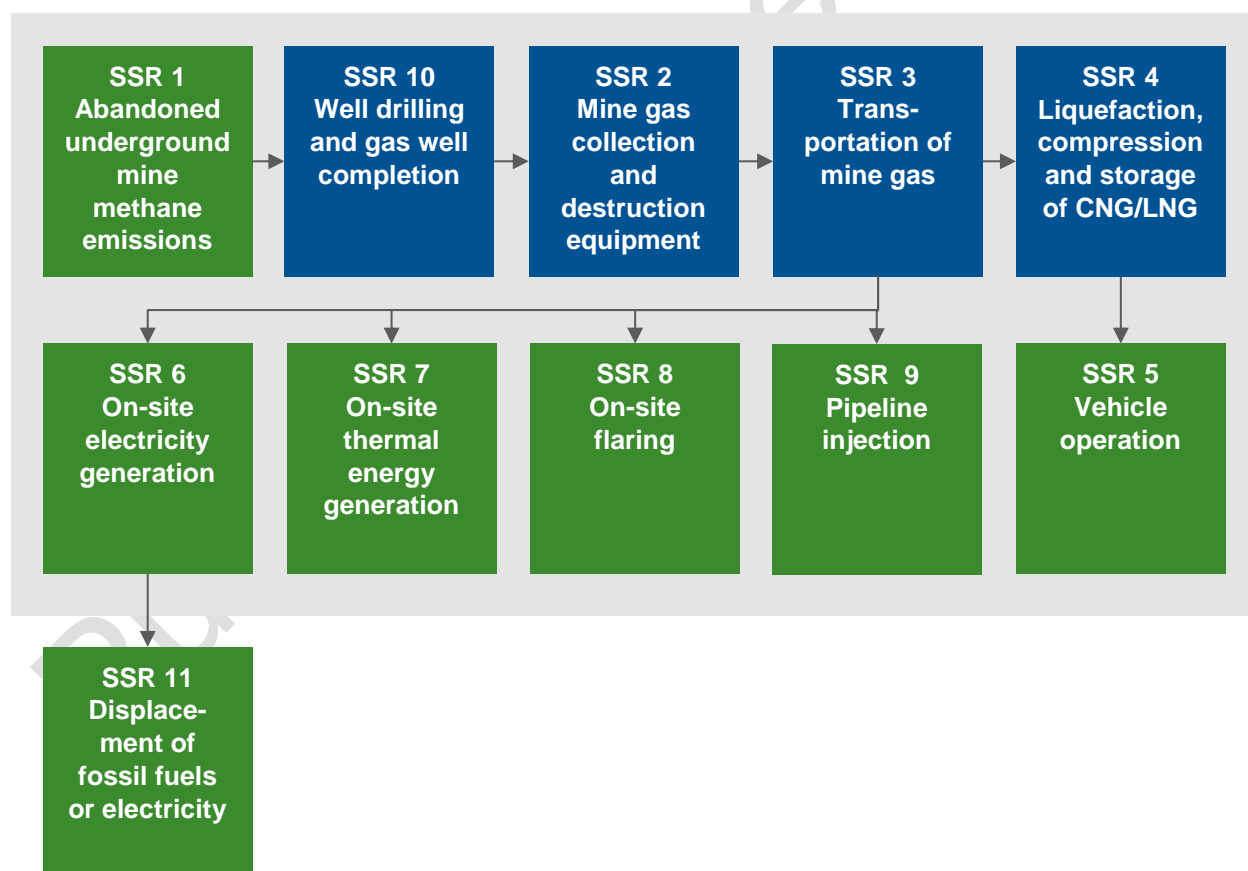 SSR 1
Abandoned
underground
mine
methane
emissions
SSR 10
Well drilling
and gas well
completion
SSR 2
Mine gas
collection
and
destruction
equipment
SSR 3
Trans-
portation of
mine gas
SSR 4
Liquefaction,
compression
and storage
of CNG/LNG
SSR 6
On-site
electricity
generation
SSR 7
On-site
thermal
energy
generation
SSR 8
On-site
flaring
SSR 9
Pipeline
injection
SSR 5
Vehicle
operation
SSR 11
Displace-
ment of
fossil fuels
or electricity